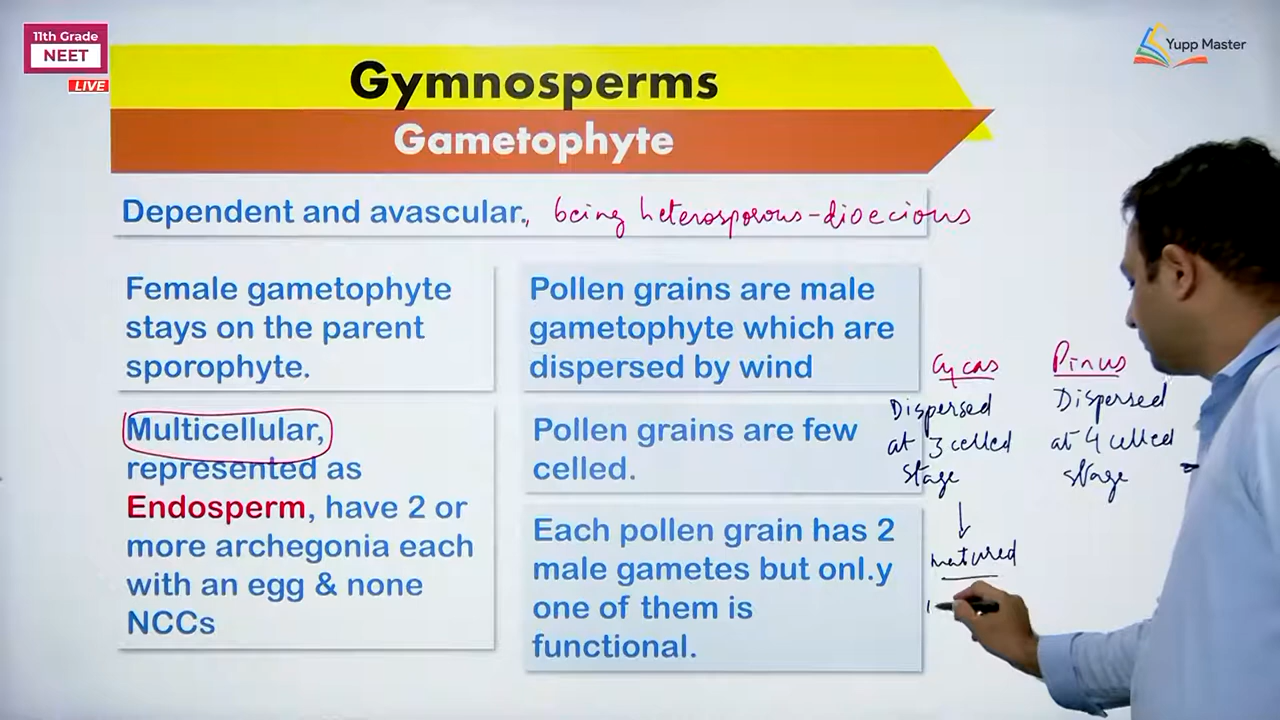 11th Grade
NEET
LIVE
Yupp Master
Gymnosperms
Gametophyte
Dependent and avascular., being heterosporous-dioecious
Female gametophyte
stays on the parent
sporophyte.
Pollen grains are male
gametophyte which are
dispersed by wind
Multicellular,
represented as
Endosperm, have 2 or
more archegonia each
with an egg & none
NCCs
Pollen grains are few
celled.
Each pollen grain has 2
male gametes but onl.y
one of them is
functional.
Cycas
Dispersed
at 3 celled
stage
matured
Pinus
Dispersed
at 4 celled
stage